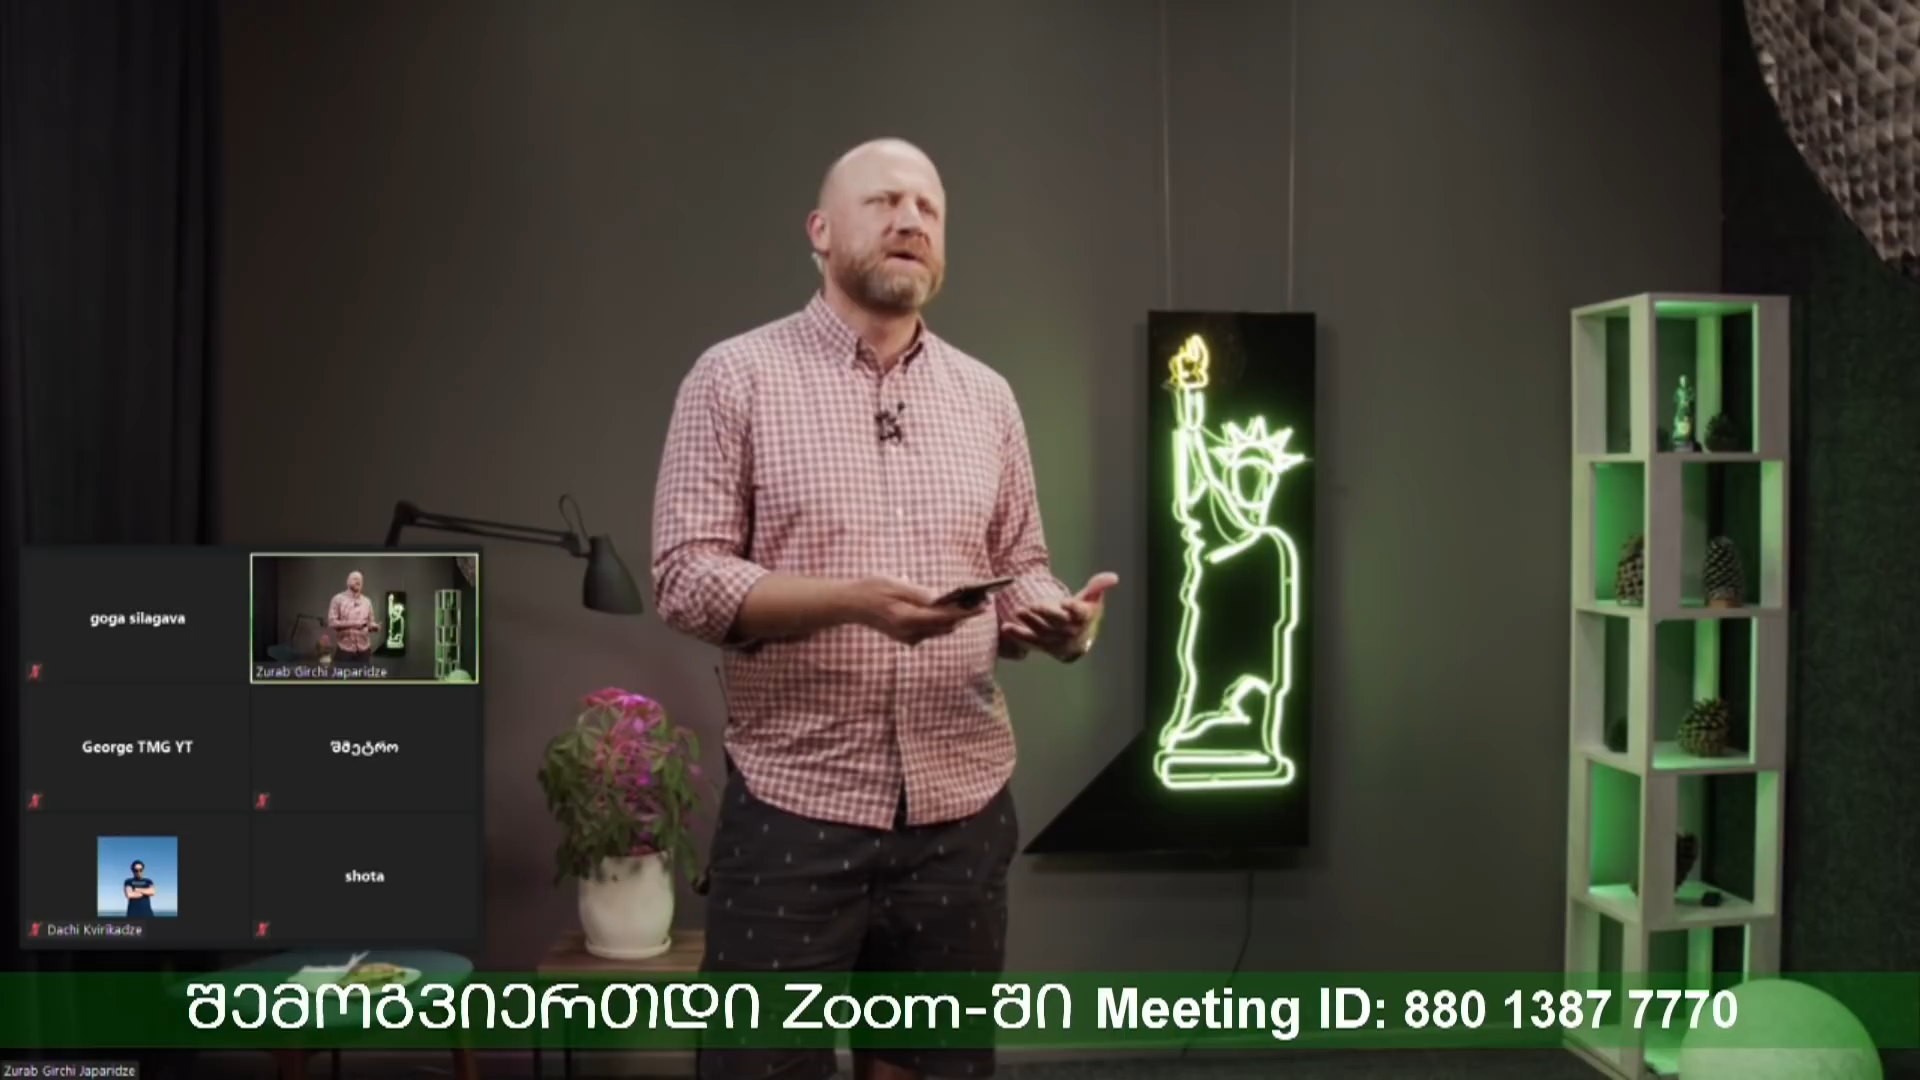 goga silagava
Zurab Girchi Japaridze
George TMG YT
შმეტრო
Dachi Kvirikadze
shota
შემოგვიერთდი Zoom-ში Meeting ID: 880 1387 7770
Zurab Girchi Japaridze